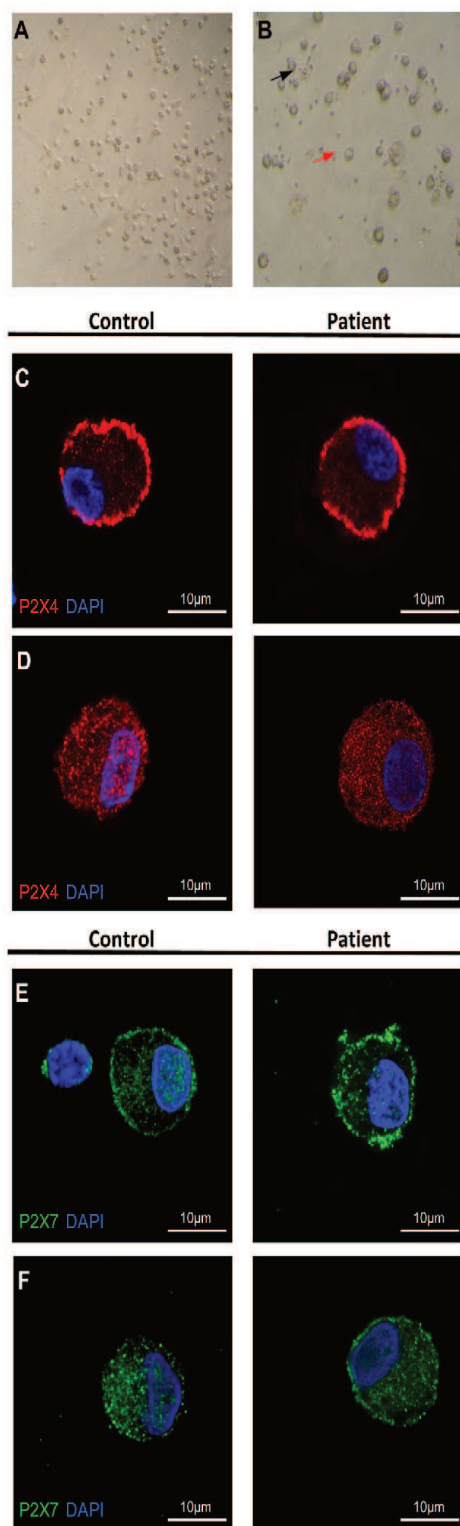 A
B
Control Patient
C
P2X4 DAPI 10µm 10µm
D
P2X4 DAPI 10µm 10µm
Control Patient
E
P2X7 DAPI 10µm 10µm
F
P2X7 DAPI 10µm 10µm